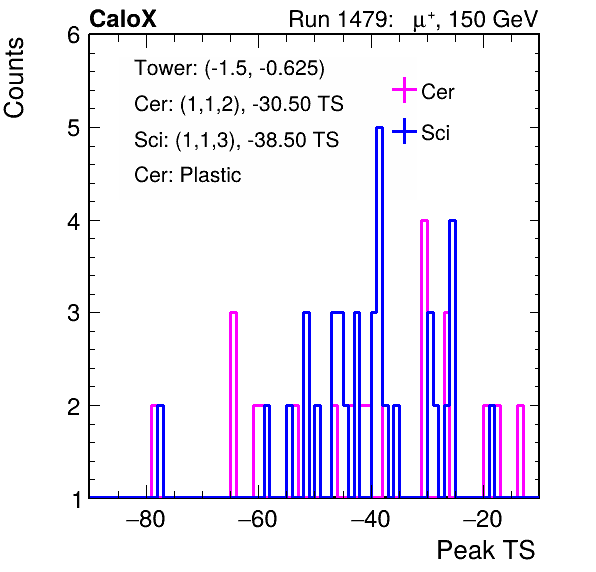 CaloX Run 1479: μ⁺, 150 GeV
Counts
Tower: (-1.5, -0.625)
Cer: (1,1,2), -30.50 TS
Sci: (1,1,3), -38.50 TS
Cer: Plastic
Cer
Sci
6
5
4
3
2
1
−80 −60 −40 −20
Peak TS